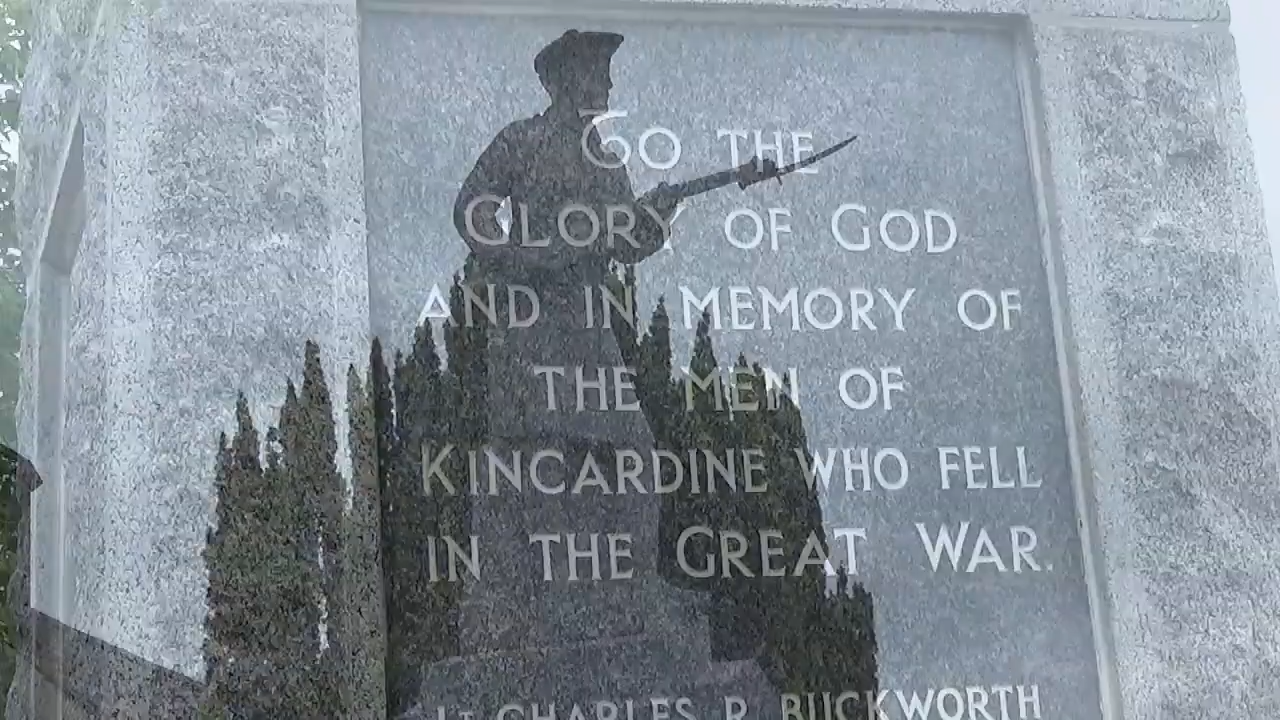 TO THE
GLORY OF GOD
AND IN MEMORY OF
THE MEN OF
KINCARDINE WHO FELL
IN THE GREAT WAR.
LT CHARLES R. BUCKWORTH